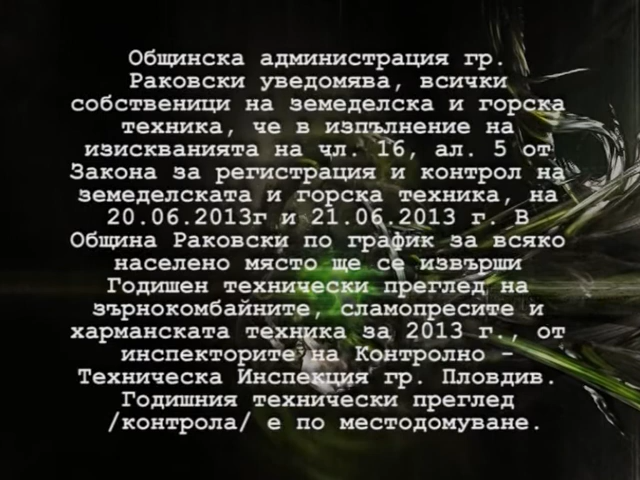 Общинска администрация гр.
Раковски уведомява, всички
собственици на земеделска и горска
техника, че в изпълнение на
изискванията на чл. 16, ал. 5 от
Закона за регистрация и контрол на
земеделската и горска техника, на
20.06.2013г и 21.06.2013 г. В
Община Раковски по график за всяко
населено място ще се извърши
Годишен технически преглед на
зърнокомбайните, сламопресите и
харманската техника за 2013 г., от
инспекторите на Контролно -
Техническа Инспекция гр. Пловдив.
Годишния технически преглед
/контрола/ е по местодомуване.